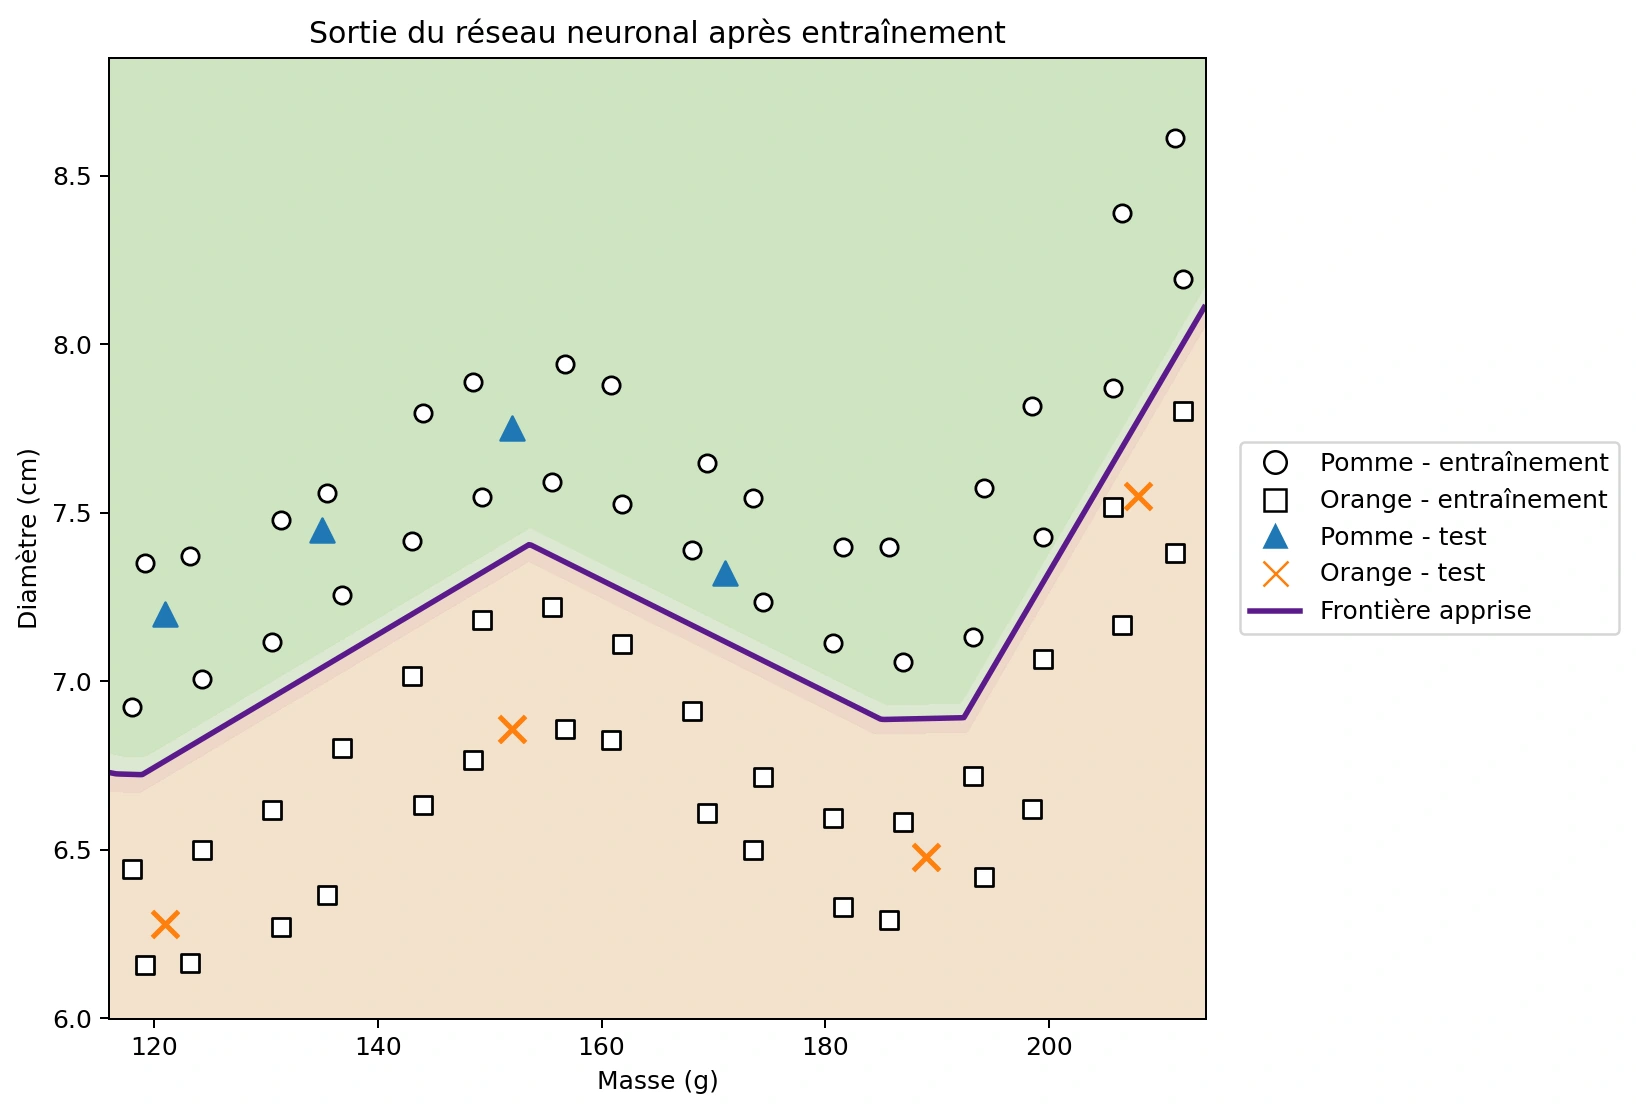 Sortie du réseau neuronal après entraînement
Diamètre (cm)
8.5
8.0
7.5
7.0
6.5
6.0
120
140
160
180
200
Masse (g)
Pomme - entraînement
Orange - entraînement
Pomme - test
Orange - test
Frontière apprise